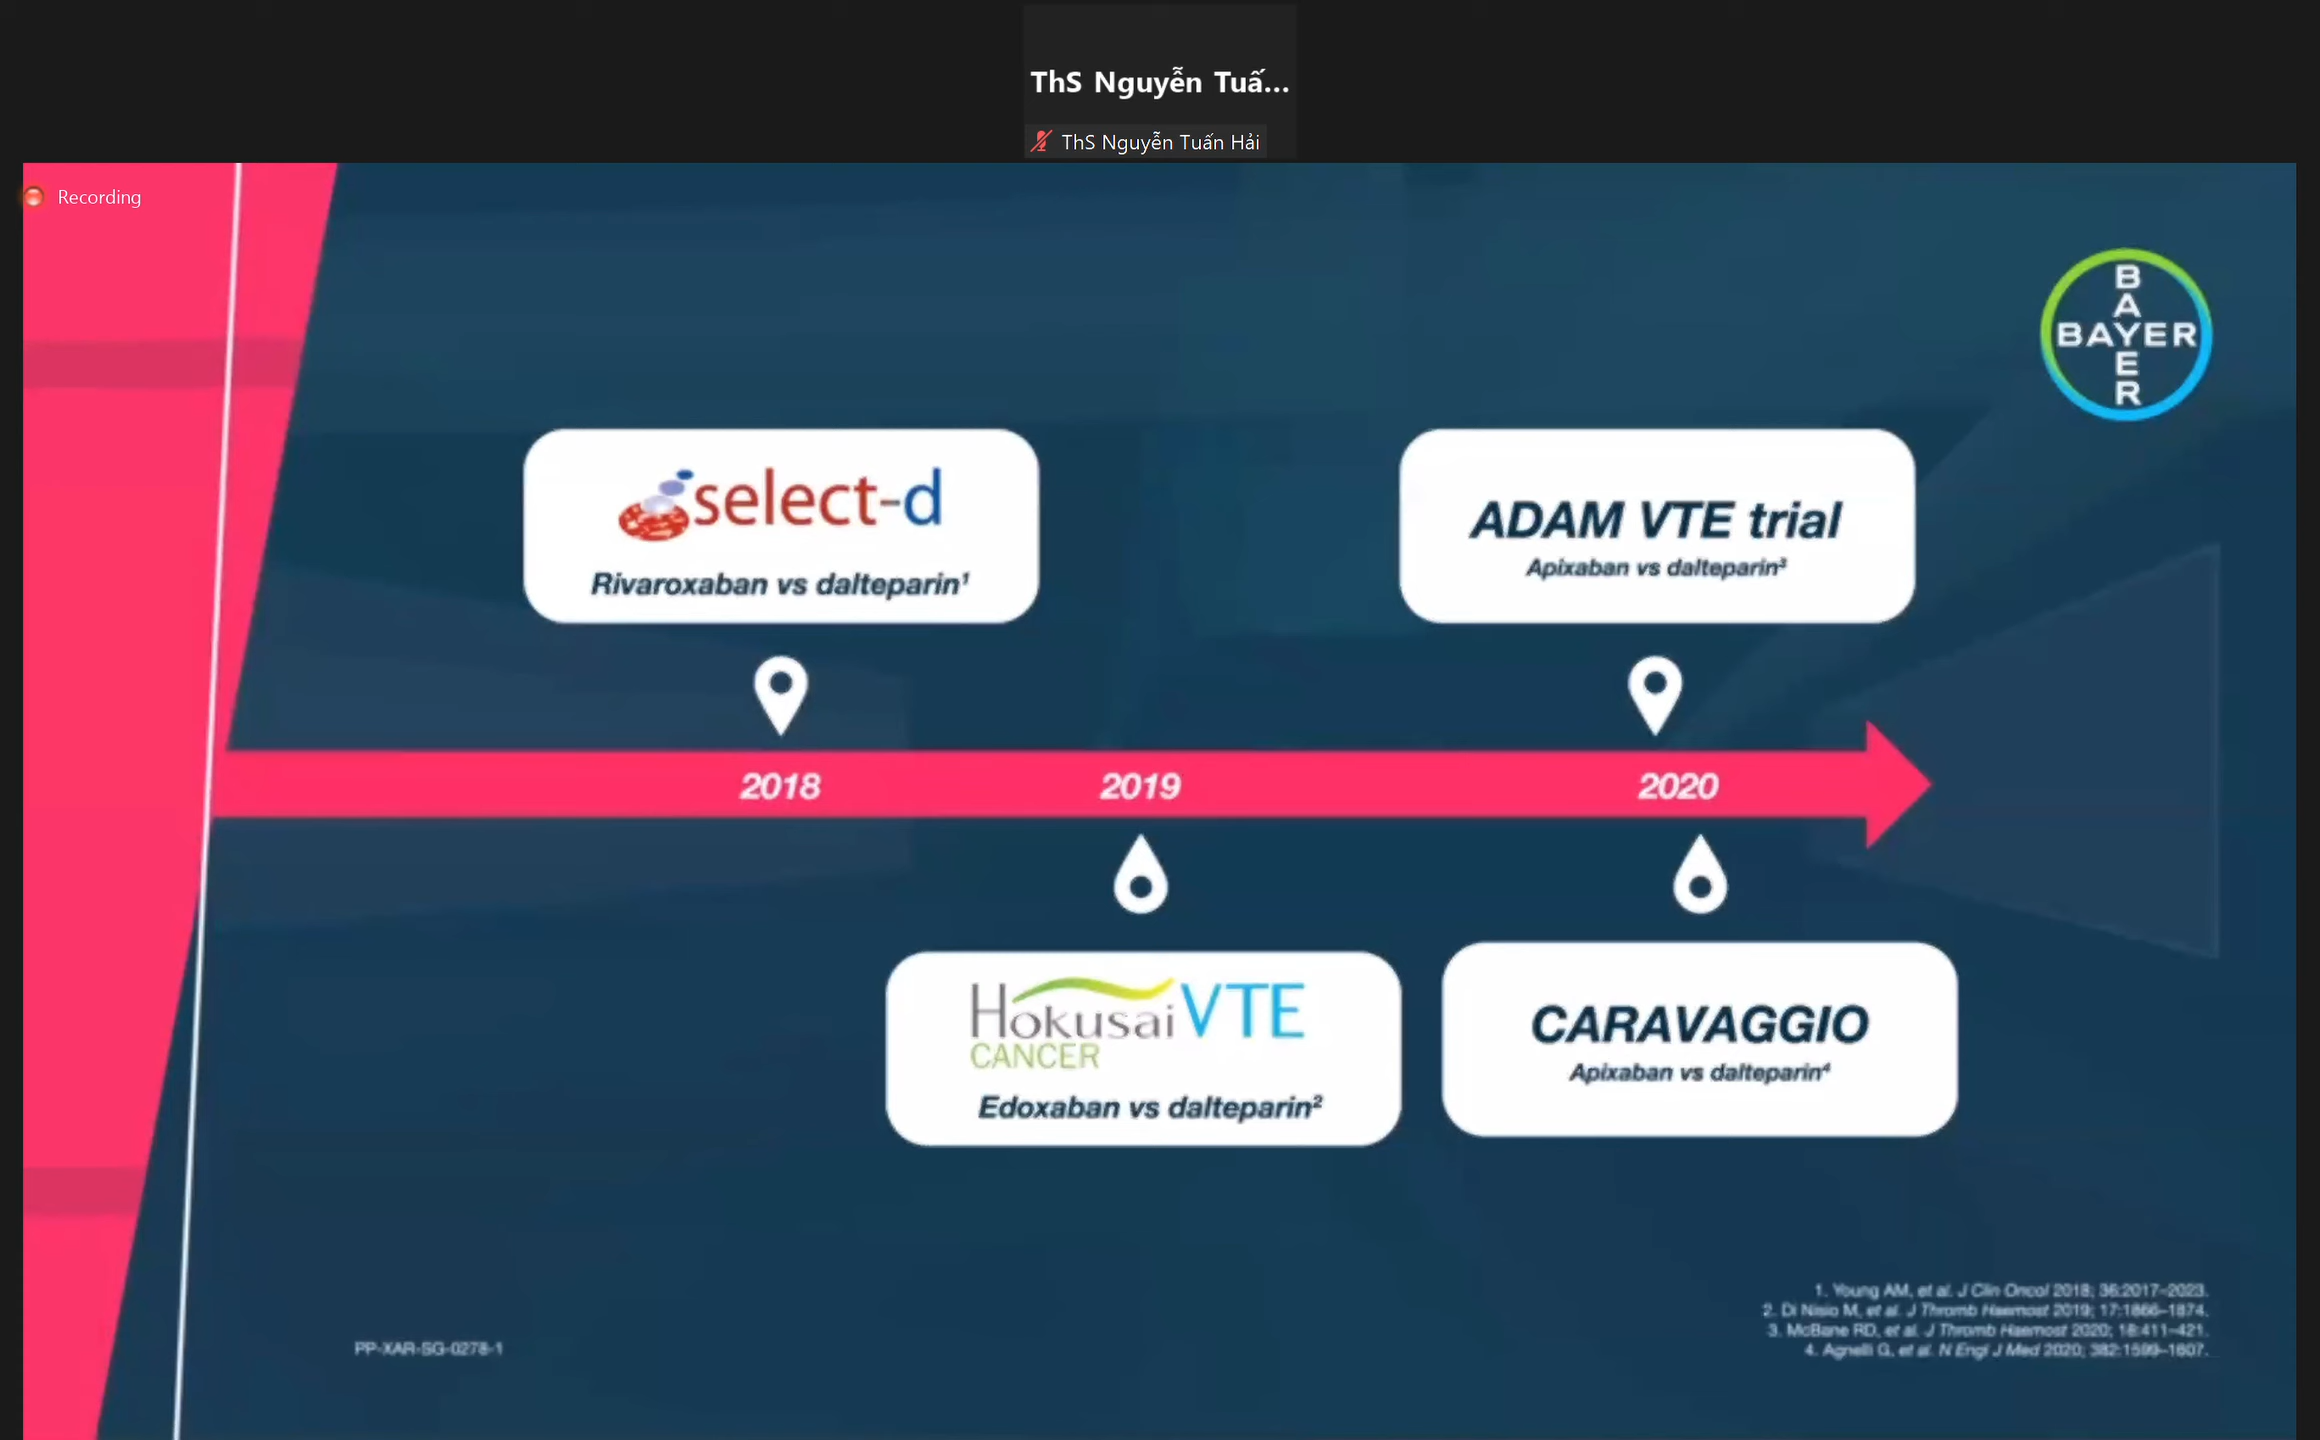 ThS Nguyễn Tuấ...
ThS Nguyễn Tuấn Hải
Recording
BAYER
BAYER
select-d
Rivaroxaban vs dalteparin¹
ADAM VTE trial
Apixaban vs dalteparin³
2018
2019
2020
Hokusai VTE
CANCER
Edoxaban vs dalteparin²
CARAVAGGIO
Apixaban vs dalteparin⁴
1. Young AM, et al. J Clin Oncol 2018; 36:2017–2023.
2. Di Nisio M, et al. J Thromb Haemost 2019; 17:1866–1874.
3. McBane RD, et al. J Thromb Haemost 2020; 18:411–421.
4. Agnelli G, et al. N Engl J Med 2020; 382:1599–1607.
PP-XAR-SG-0278-1